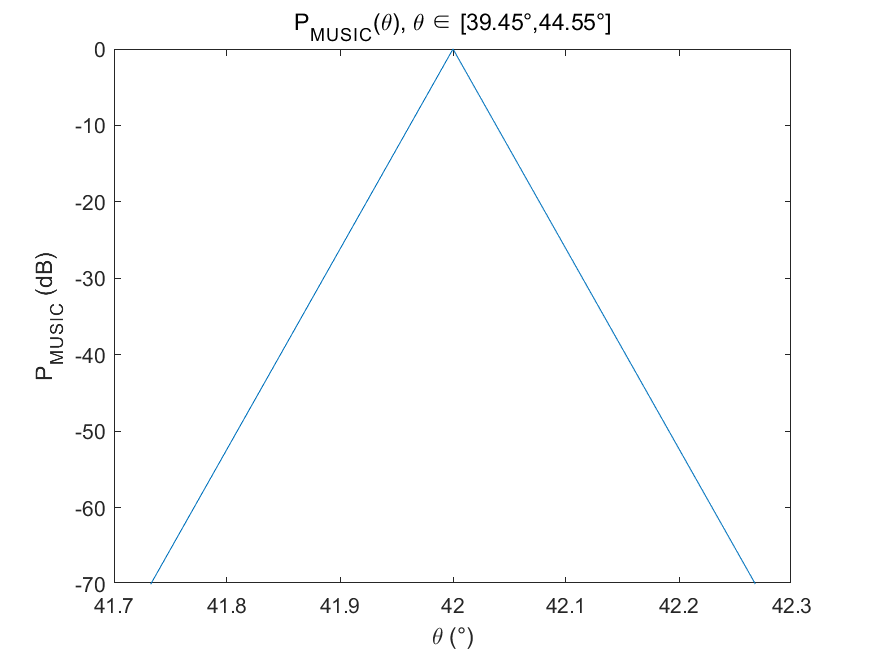 P_MUSIC(θ), θ ∈ [39.45°,44.55°]
0
-10
-20
-30
-40
-50
-60
-70
P_MUSIC (dB)
41.7 41.8 41.9 42 42.1 42.2 42.3
θ (°)